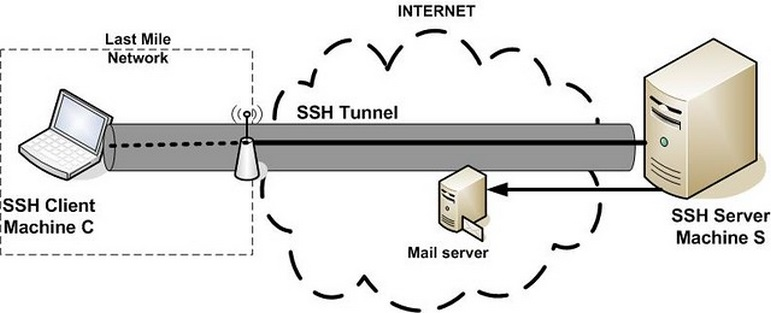 INTERNET
Last Mile
Network
SSH Tunnel
SSH Client
Machine C
Mail server
SSH Server
Machine S